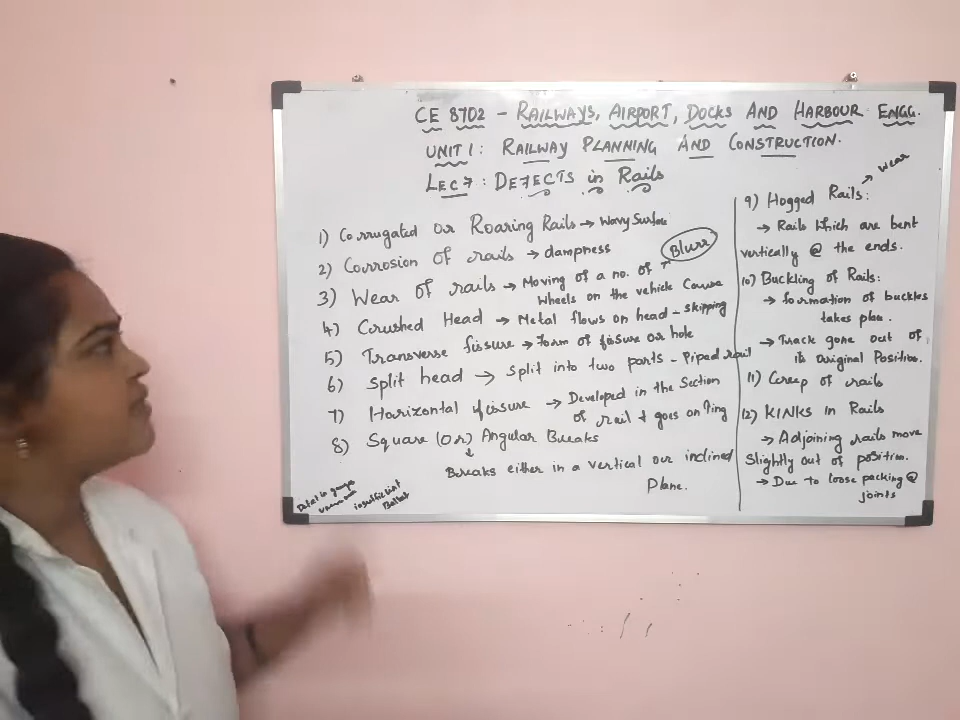 CE 8702 - RAILWAYS, AIRPORT, DOCKS AND HARBOUR ENGG.
UNIT 1: RAILWAY PLANNING AND CONSTRUCTION.
LEC 7: DEFECTS in Rails
1) Corrugated or Roaring Rails → Wavy Surface
2) Corrosion of rails → dampness
Blurr
3) Wear of rails → Moving of a no. of
Wheels on the vehicle Cause
4) Crushed Head → Metal flows on head - skipping
5) Transverse fissure → Form of fissure or hole
6) Split head → Split into two parts - Piped rail
7) Horizontal fissure → Developed in the Section
of rail & goes on ↑ing
8) Square (Or) Angular Breaks
Breaks either in a vertical or inclined
Plane.
insufficient
Ballast
9) Hogged Rails:
→ Wear
→ Rails which are bent
vertically @ the ends.
10) Buckling of Rails:
→ formation of buckles
takes
→ Track gone out of
its Original Position.
11) Creep of rails
12) KINKS in Rails
→ Adjoining rails move
Slightly out of position.
→ Due to loose packing @
joints